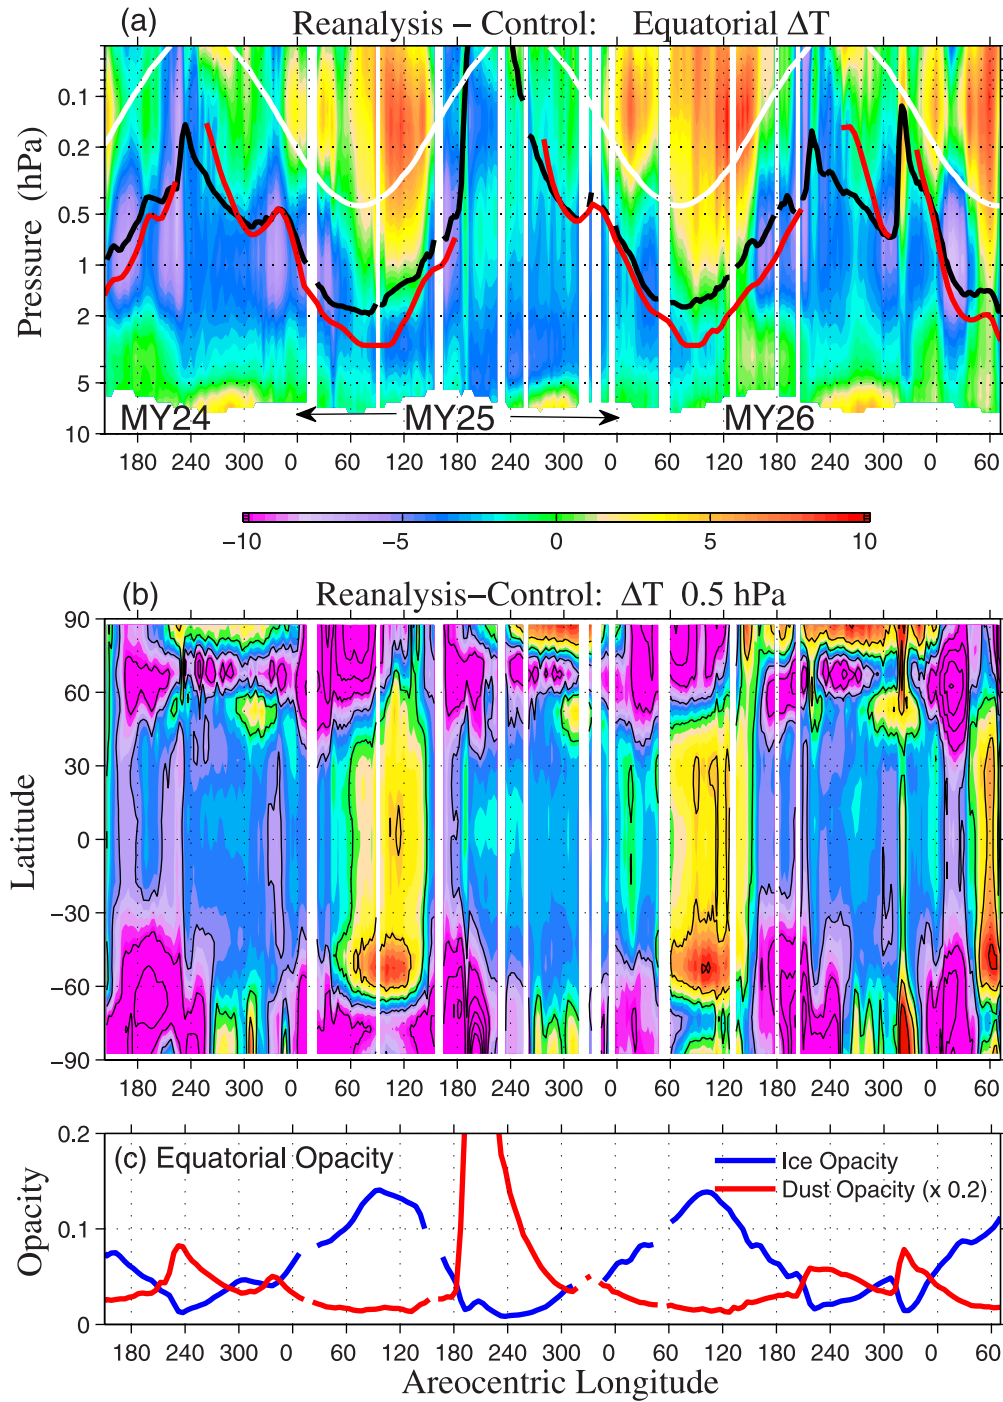 (a) Reanalysis – Control: Equatorial ΔT
Pressure (hPa)
0.1
0.2
0.5
1
2
5
10
MY24 MY25 MY26
180 240 300 0 60 120 180 240 300 0 60 120 180 240 300 0 60
−10 −5 0 5 10
(b) Reanalysis−Control: ΔT 0.5 hPa
Latitude
90
60
30
0
−30
−60
−90
180 240 300 0 60 120 180 240 300 0 60 120 180 240 300 0 60
(c) Equatorial Opacity
Ice Opacity
Dust Opacity (x 0.2)
Opacity
0.2
0.1
0
180 240 300 0 60 120 180 240 300 0 60 120 180 240 300 0 60
Areocentric Longitude